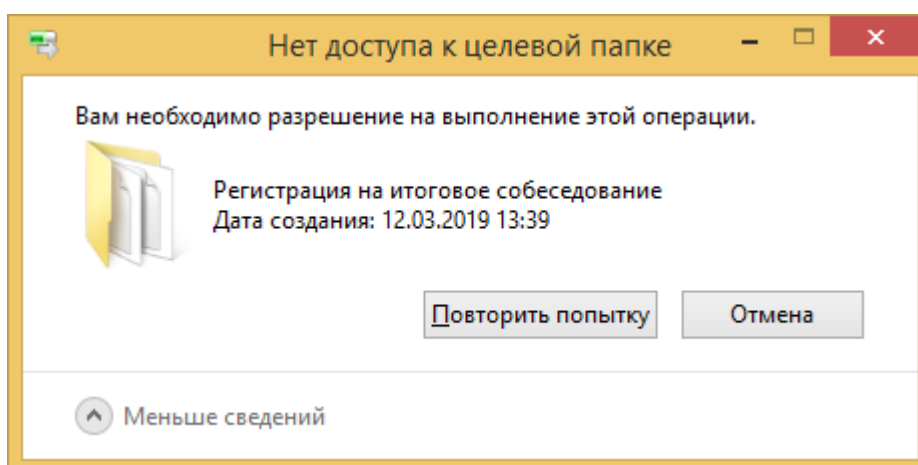 Нет доступа к целевой папке
Вам необходимо разрешение на выполнение этой операции.
Регистрация на итоговое собеседование
Дата создания: 12.03.2019 13:39
Повторить попытку
Отмена
Меньше сведений